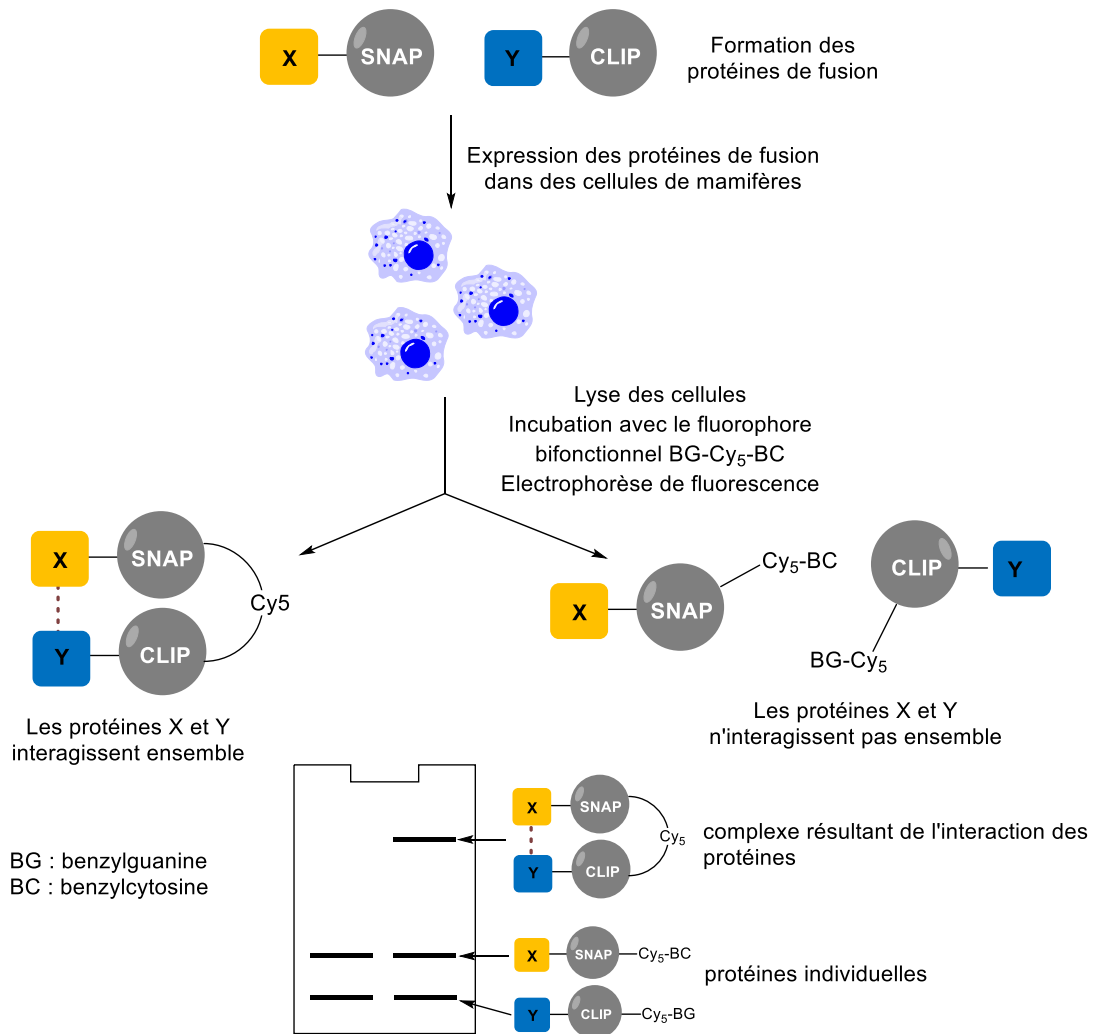 X SNAP Y CLIP
Formation des
protéines de fusion
Expression des protéines de fusion
dans des cellules de mamifères
Lyse des cellules
Incubation avec le fluorophore
bifonctionnel BG-Cy5-BC
Electrophorèse de fluorescence
X SNAP
Cy5
Y CLIP
Les protéines X et Y
interagissent ensemble
Cy5-BC
X SNAP
CLIP Y
BG-Cy5
Les protéines X et Y
n'interagissent pas ensemble
BG : benzylguanine
BC : benzylcytosine
X SNAP
Cy5
Y CLIP
complexe résultant de l'interaction des
protéines
X SNAP Cy5-BC
Y CLIP Cy5-BG
protéines individuelles